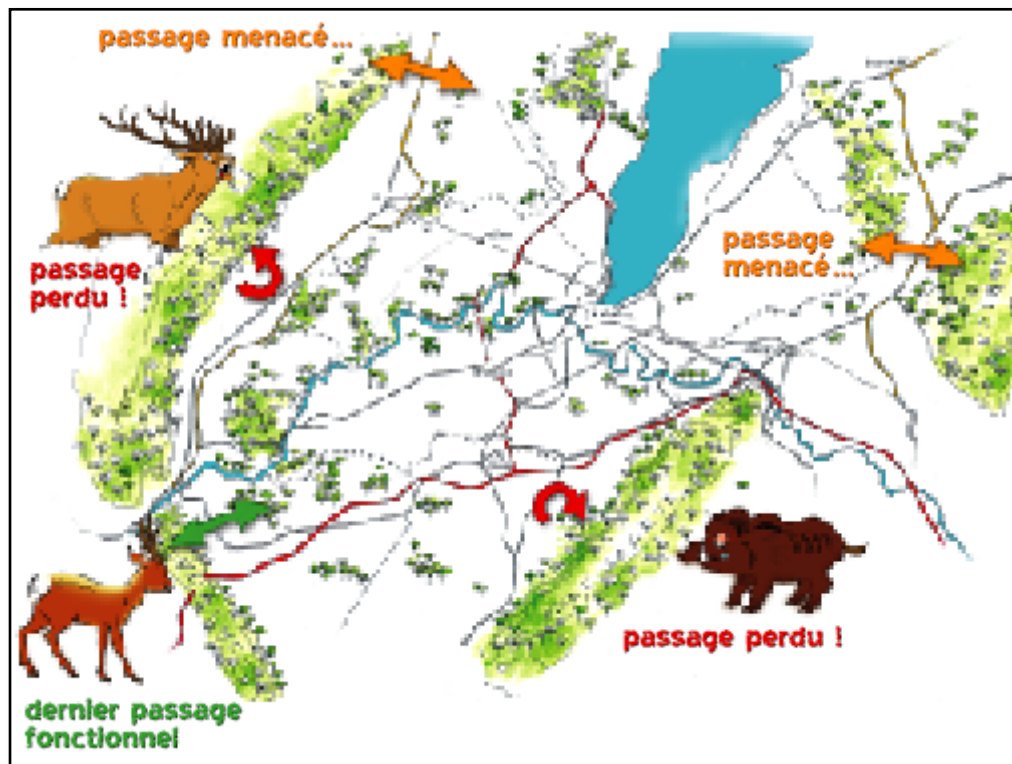 passage menacé...
passage
perdu !
passage
menacé...
passage perdu !
dernier passage
fonctionnel